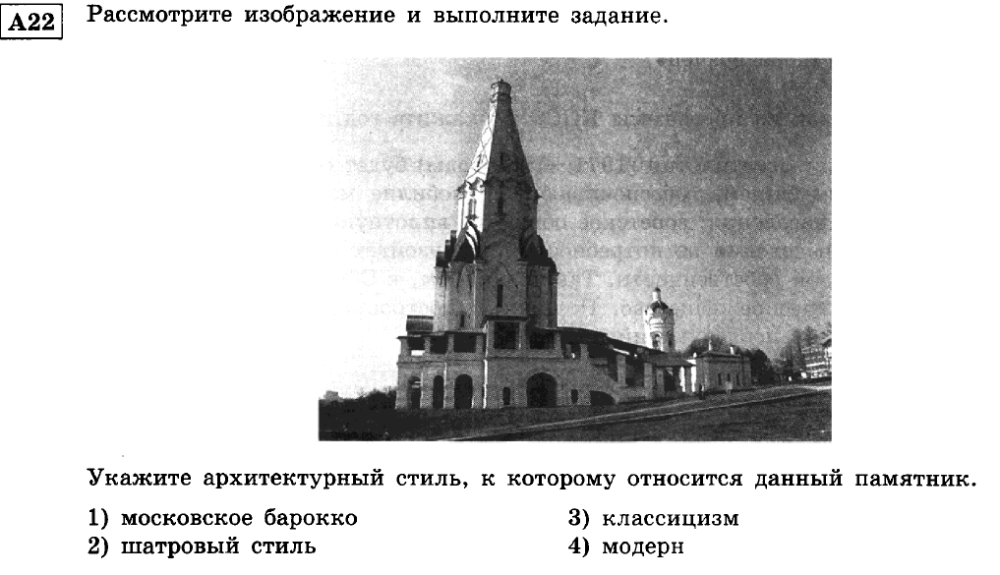 A22 Рассмотрите изображение и выполните задание.
Укажите архитектурный стиль, к которому относится данный памятник.
1) московское барокко
2) шатровый стиль
3) классицизм
4) модерн